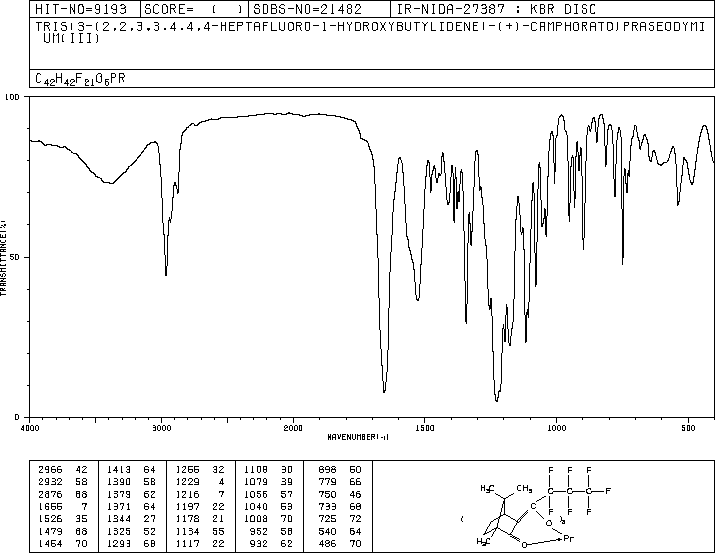 HIT-NO=9193 SCORE= ( ) SDBS-NO=21482 IR-NIDA-27387 : KBR DISC
TRIS(3-(2,2,3,3,4,4,4-HEPTAFLUORO-1-HYDROXYBUTYLIDENE)-(+)-CAMPHORATO)PRASEODYMI
UM(III)
C42H42F21O6PR
100
50
0
TRANSMITTANCE(%)
4000 3000 2000 1500 1000 500
WAVENUMBER(-1)
2966 42 1413 64 1255 32 1108 30 898 50
2932 58 1390 58 1229 4 1079 39 779 66
2876 68 1379 62 1216 7 1056 57 750 46
1655 7 1371 64 1197 22 1040 53 733 68
1526 35 1344 27 1178 21 1008 70 725 72
1479 68 1325 52 1134 55 952 58 540 64
1454 70 1293 68 1117 22 932 62 486 70
F F F
H3C CH3 C C C F
C F F F
( O )3
O Pr